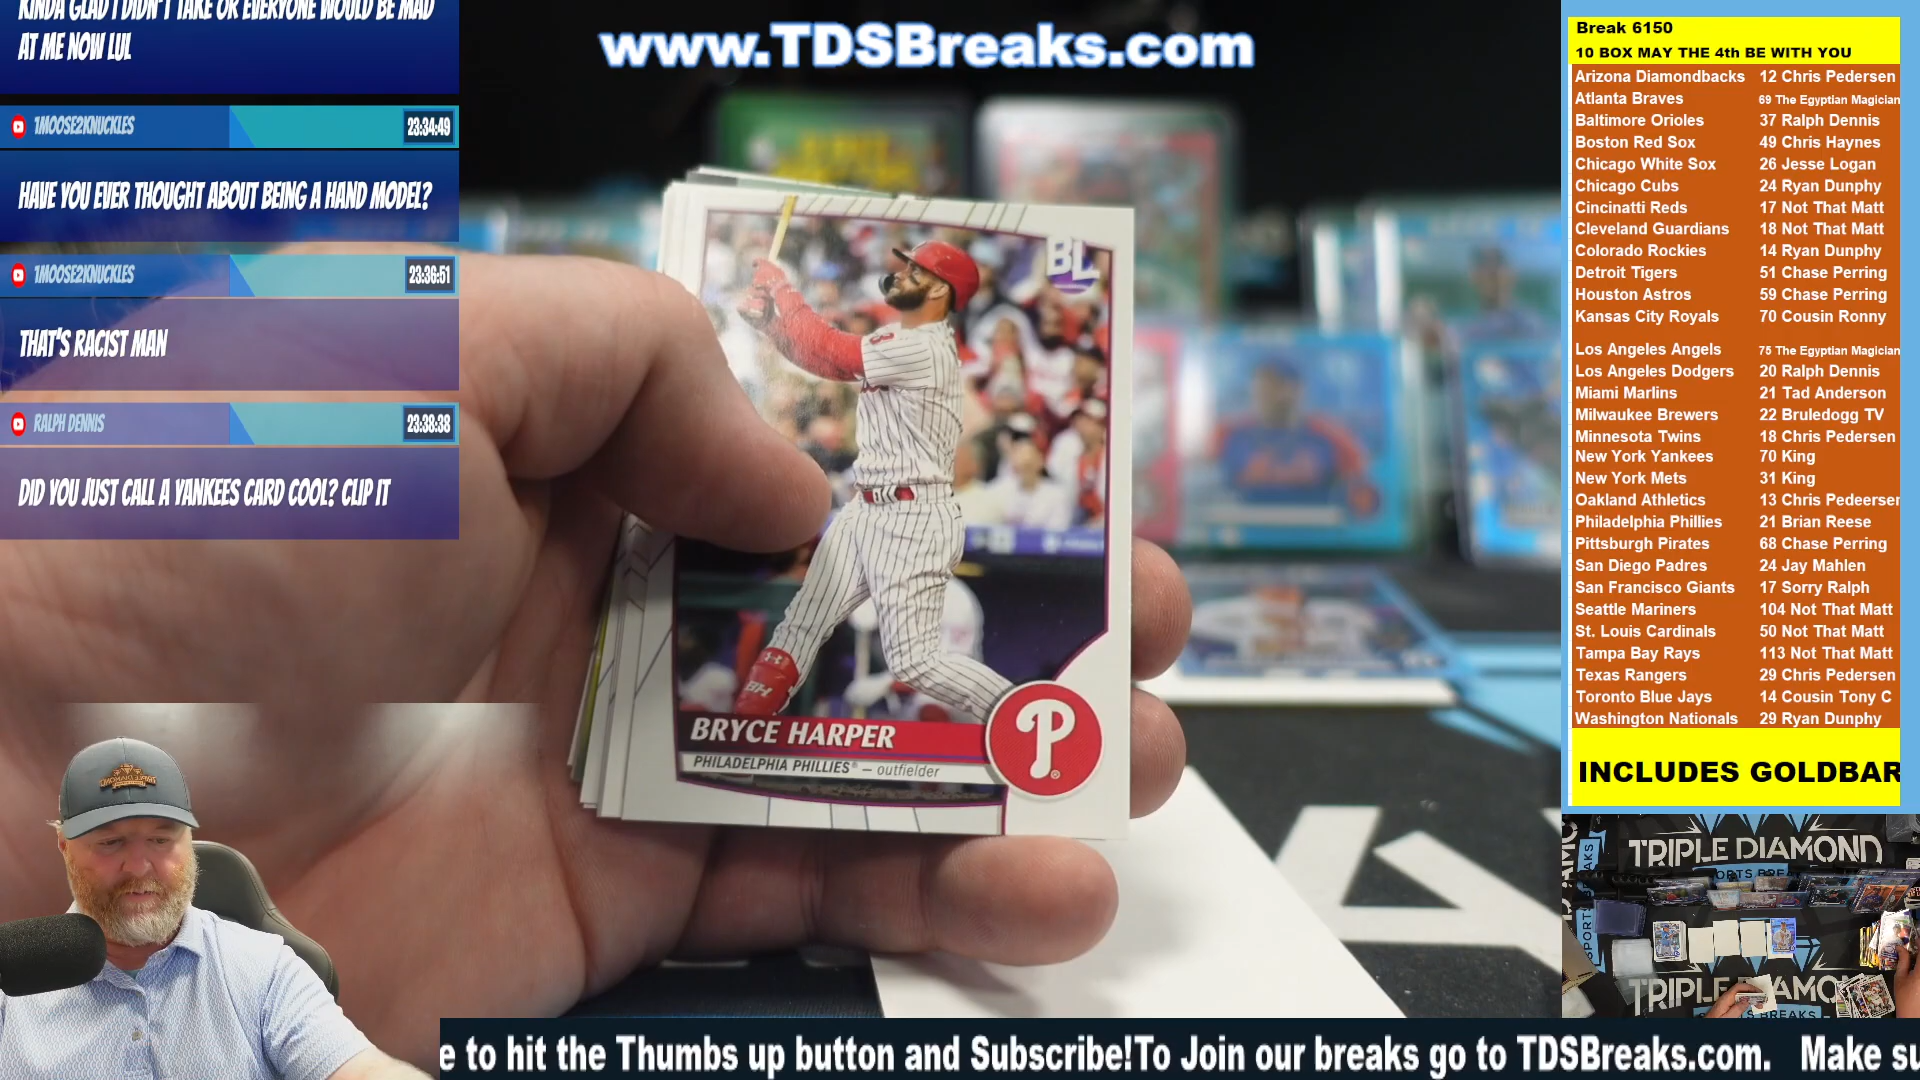 KINDA GLAD I DIDN'T TAKE OR EVERYONE WOULD BE MAD
AT ME NOW LUL
1MOOSE2KNUCKLES 23:34:49
HAVE YOU EVER THOUGHT ABOUT BEING A HAND MODEL?
1MOOSE2KNUCKLES 23:36:51
THAT'S RACIST MAN
RALPH DENNIS 23:38:38
DID YOU JUST CALL A YANKEES CARD COOL? CLIP IT
www.TDSBreaks.com
BL
BH
BRYCE HARPER
PHILADELPHIA PHILLIES® – outfielder
P
Break 6150
10 BOX MAY THE 4th BE WITH YOU
Arizona Diamondbacks 12 Chris Pedersen
Atlanta Braves 69 The Egyptian Magician
Baltimore Orioles 37 Ralph Dennis
Boston Red Sox 49 Chris Haynes
Chicago White Sox 26 Jesse Logan
Chicago Cubs 24 Ryan Dunphy
Cincinatti Reds 17 Not That Matt
Cleveland Guardians 18 Not That Matt
Colorado Rockies 14 Ryan Dunphy
Detroit Tigers 51 Chase Perring
Houston Astros 59 Chase Perring
Kansas City Royals 70 Cousin Ronny
Los Angeles Angels 75 The Egyptian Magician
Los Angeles Dodgers 20 Ralph Dennis
Miami Marlins 21 Tad Anderson
Milwaukee Brewers 22 Bruledogg TV
Minnesota Twins 18 Chris Pedersen
New York Yankees 70 King
New York Mets 31 King
Oakland Athletics 13 Chris Pedeersen
Philadelphia Phillies 21 Brian Reese
Pittsburgh Pirates 68 Chase Perring
San Diego Padres 24 Jay Mahlen
San Francisco Giants 17 Sorry Ralph
Seattle Mariners 104 Not That Matt
St. Louis Cardinals 50 Not That Matt
Tampa Bay Rays 113 Not That Matt
Texas Rangers 29 Chris Pedersen
Toronto Blue Jays 14 Cousin Tony C
Washington Nationals 29 Ryan Dunphy
INCLUDES GOLDBAR
TRIPLE DIAMOND
SPORTS BREAKS
TRIPLE DIAMO
S BREAKS
e to hit the Thumbs up button and Subscribe!To Join our breaks go to TDSBreaks.com. Make su